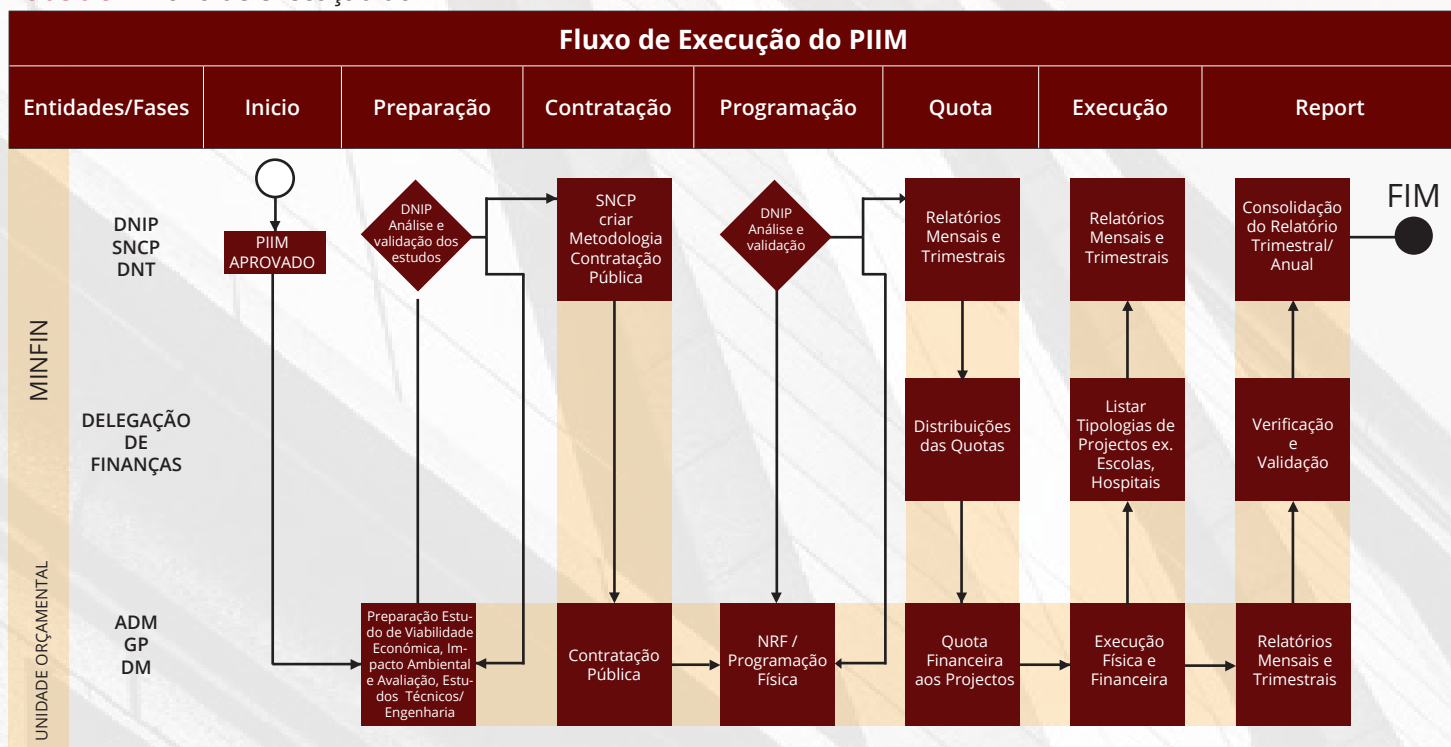 Fluxo de Execução do PIIM
Entidades/Fases
Inicio
Preparação
Contratação
Programação
Quota
Execução
Report
MINFIN
DNIP
SNCP
DNT
PIIM
APROVADO
DNIP
Análise e
validação dos
estudos
SNCP
criar
Metodologia
Contratação
Pública
DNIP
Análise e
validação
Relatórios
Mensais e
Trimestrais
Relatórios
Mensais e
Trimestrais
Consolidação
do Relatório
Trimestral/
Anual
FIM
DELEGAÇÃO
DE
FINANÇAS
Distribuições
das Quotas
Listar
Tipologias de
Projectos ex.
Escolas,
Hospitais
Verificação
e
Validação
UNIDADE ORÇAMENTAL
ADM
GP
DM
Preparação Estu-
do de Viabilidade
Económica, Im-
pacto Ambiental
e Avaliação, Estu-
dos Técnicos/
Engenharia
Contratação
Pública
NRF /
Programação
Física
Quota
Financeira
aos Projectos
Execução
Física e
Financeira
Relatórios
Mensais e
Trimestrais